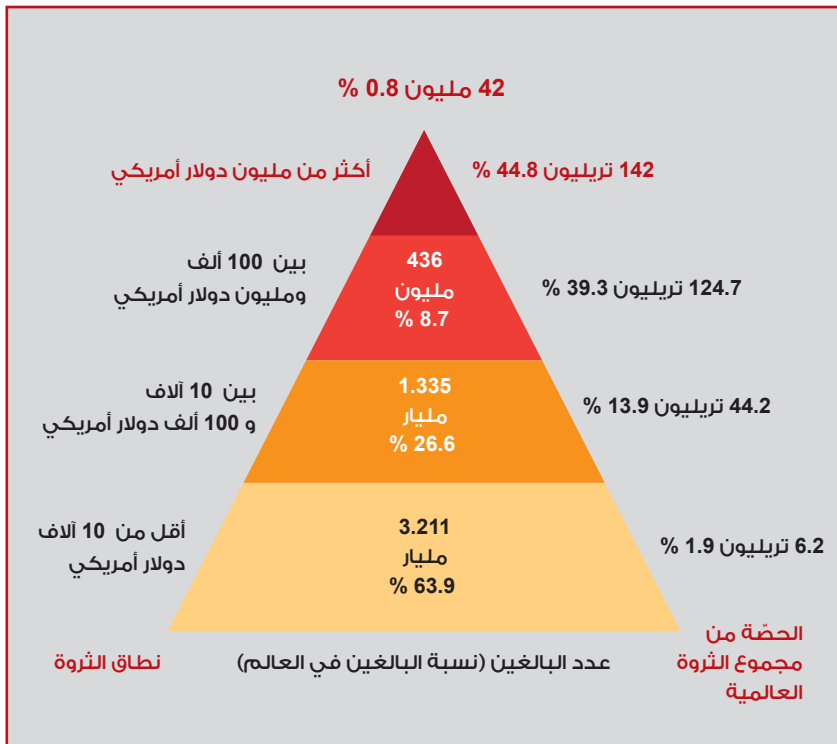 42 مليون 0.8 %
أكثر من مليون دولار أمريكي
142 تريليون 44.8 %
بين 100 ألف
ومليون دولار أمريكي
436
مليون
8.7 %
124.7 تريليون 39.3 %
بين 10 آلاف
و 100 ألف دولار أمريكي
1.335
مليار
26.6 %
44.2 تريليون 13.9 %
أقل من 10 آلاف
دولار أمريكي
3.211
مليار
63.9 %
6.2 تريليون 1.9 %
نطاق الثروة
عدد البالغين (نسبة البالغين في العالم)
الحصّة من
مجموع الثروة
العالمية